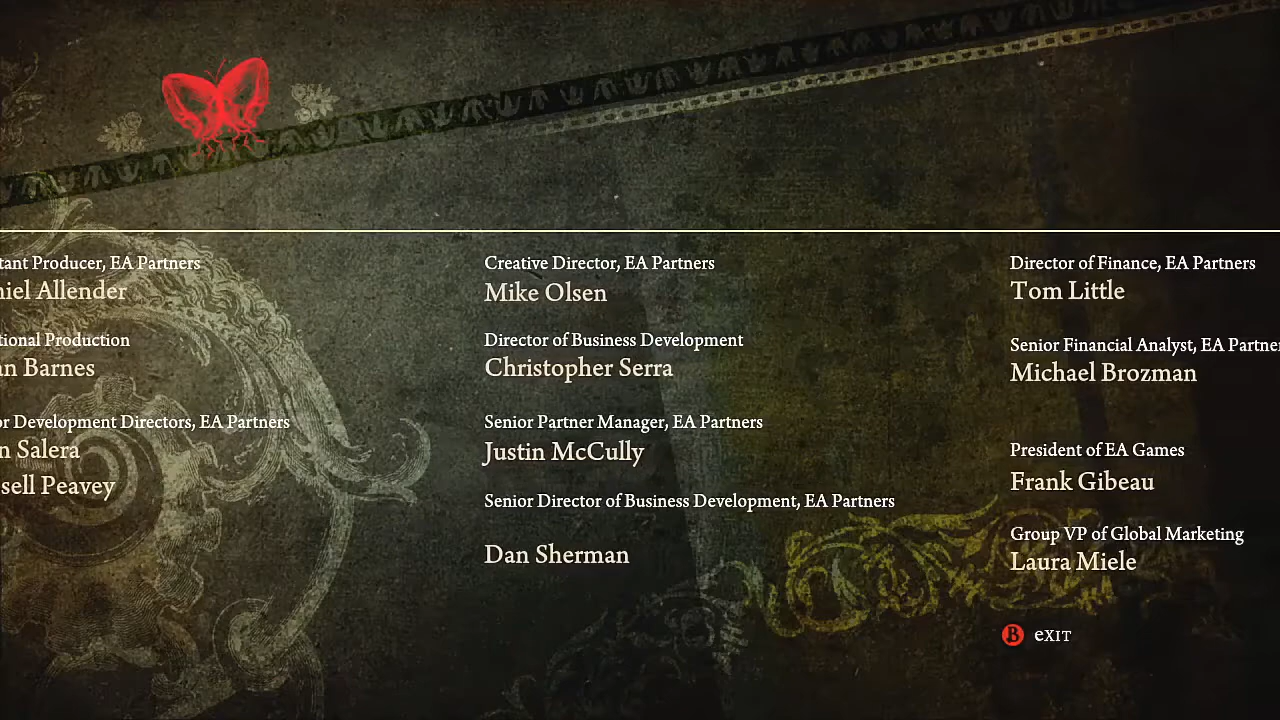 tant Producer, EA Partners
niel Allender
tional Production
an Barnes
or Development Directors, EA Partners
n Salera
sell Peavey
Creative Director, EA Partners
Mike Olsen
Director of Business Development
Christopher Serra
Senior Partner Manager, EA Partners
Justin McCully
Senior Director of Business Development, EA Partners
Dan Sherman
Director of Finance, EA Partners
Tom Little
Senior Financial Analyst, EA Partner
Michael Brozman
President of EA Games
Frank Gibeau
Group VP of Global Marketing
Laura Miele
B eXIT